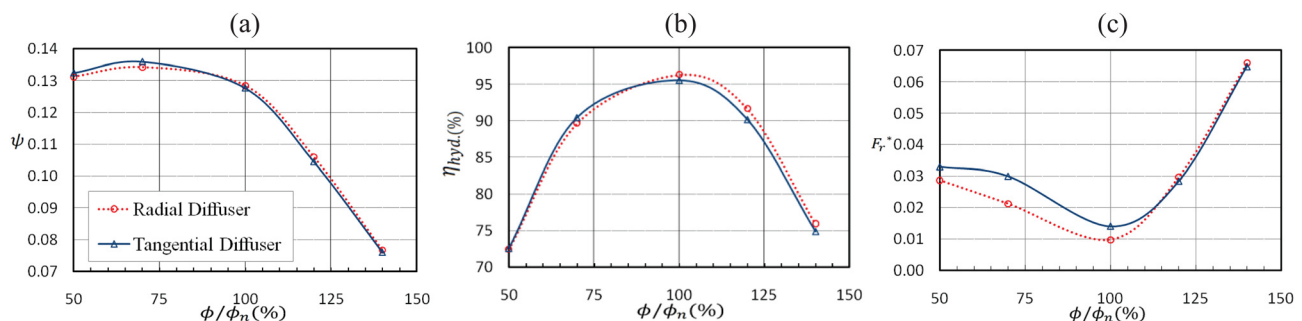 (a)
0.14
0.13
0.12
0.11
ψ
0.10
0.09
0.08
0.07
Radial Diffuser
Tangential Diffuser
50 75 100 125 150
ϕ/ϕn(%)
(b)
100
95
90
85
80
75
70
ηhyd.(%)
50 75 100 125 150
ϕ/ϕn(%)
(c)
0.07
0.06
0.05
0.04
Fr*
0.03
0.02
0.01
0.00
50 75 100 125 150
ϕ/ϕn(%)